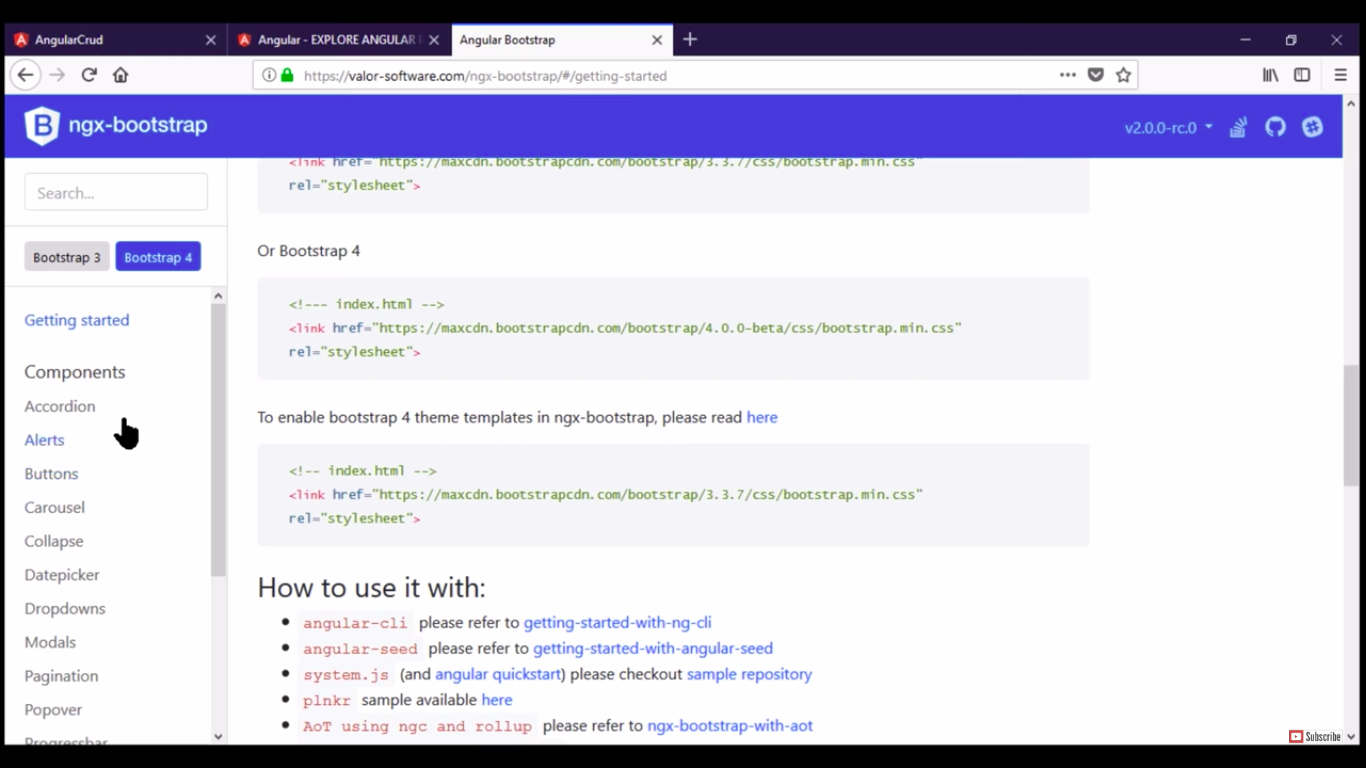 AngularCrud
Angular - EXPLORE ANGULAR
Angular Bootstrap
https://valor-software.com/ngx-bootstrap/#/getting-started
B ngx-bootstrap
v2.0.0-rc.0
Search...
Bootstrap 3
Bootstrap 4
Getting started
Components
Accordion
Alerts
Buttons
Carousel
Collapse
Datepicker
Dropdowns
Modals
Pagination
Popover
Progressbar
<link href="https://maxcdn.bootstrapcdn.com/bootstrap/3.3.7/css/bootstrap.min.css"
rel="stylesheet">
Or Bootstrap 4
<!--- index.html -->
<link href="https://maxcdn.bootstrapcdn.com/bootstrap/4.0.0-beta/css/bootstrap.min.css"
rel="stylesheet">
To enable bootstrap 4 theme templates in ngx-bootstrap, please read here
<!-- index.html -->
<link href="https://maxcdn.bootstrapcdn.com/bootstrap/3.3.7/css/bootstrap.min.css"
rel="stylesheet">
How to use it with:
angular-cli please refer to getting-started-with-ng-cli
angular-seed please refer to getting-started-with-angular-seed
system.js (and angular quickstart) please checkout sample repository
plnkr sample available here
AoT using ngc and rollup please refer to ngx-bootstrap-with-aot
Subscribe